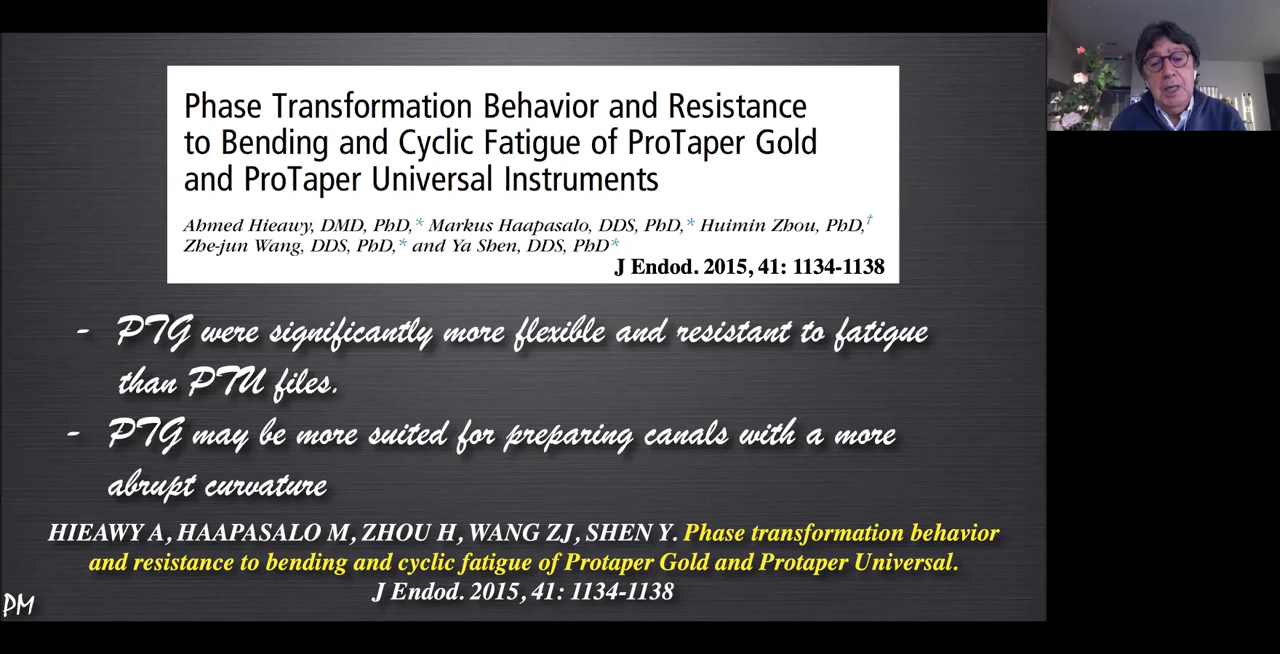 Phase Transformation Behavior and Resistance
to Bending and Cyclic Fatigue of ProTaper Gold
and ProTaper Universal Instruments
Ahmed Hieawy, DMD, PhD,* Markus Haapasalo, DDS, PhD,* Huimin Zhou, PhD,†
Zhe-jun Wang, DDS, PhD,* and Ya Shen, DDS, PhD*
J Endod. 2015, 41: 1134-1138
- PTG were significantly more flexible and resistant to fatigue
than PTU files.
- PTG may be more suited for preparing canals with a more
abrupt curvature
HIEAWY A, HAAPASALO M, ZHOU H, WANG ZJ, SHEN Y. Phase transformation behavior
and resistance to bending and cyclic fatigue of Protaper Gold and Protaper Universal.
J Endod. 2015, 41: 1134-1138
PM